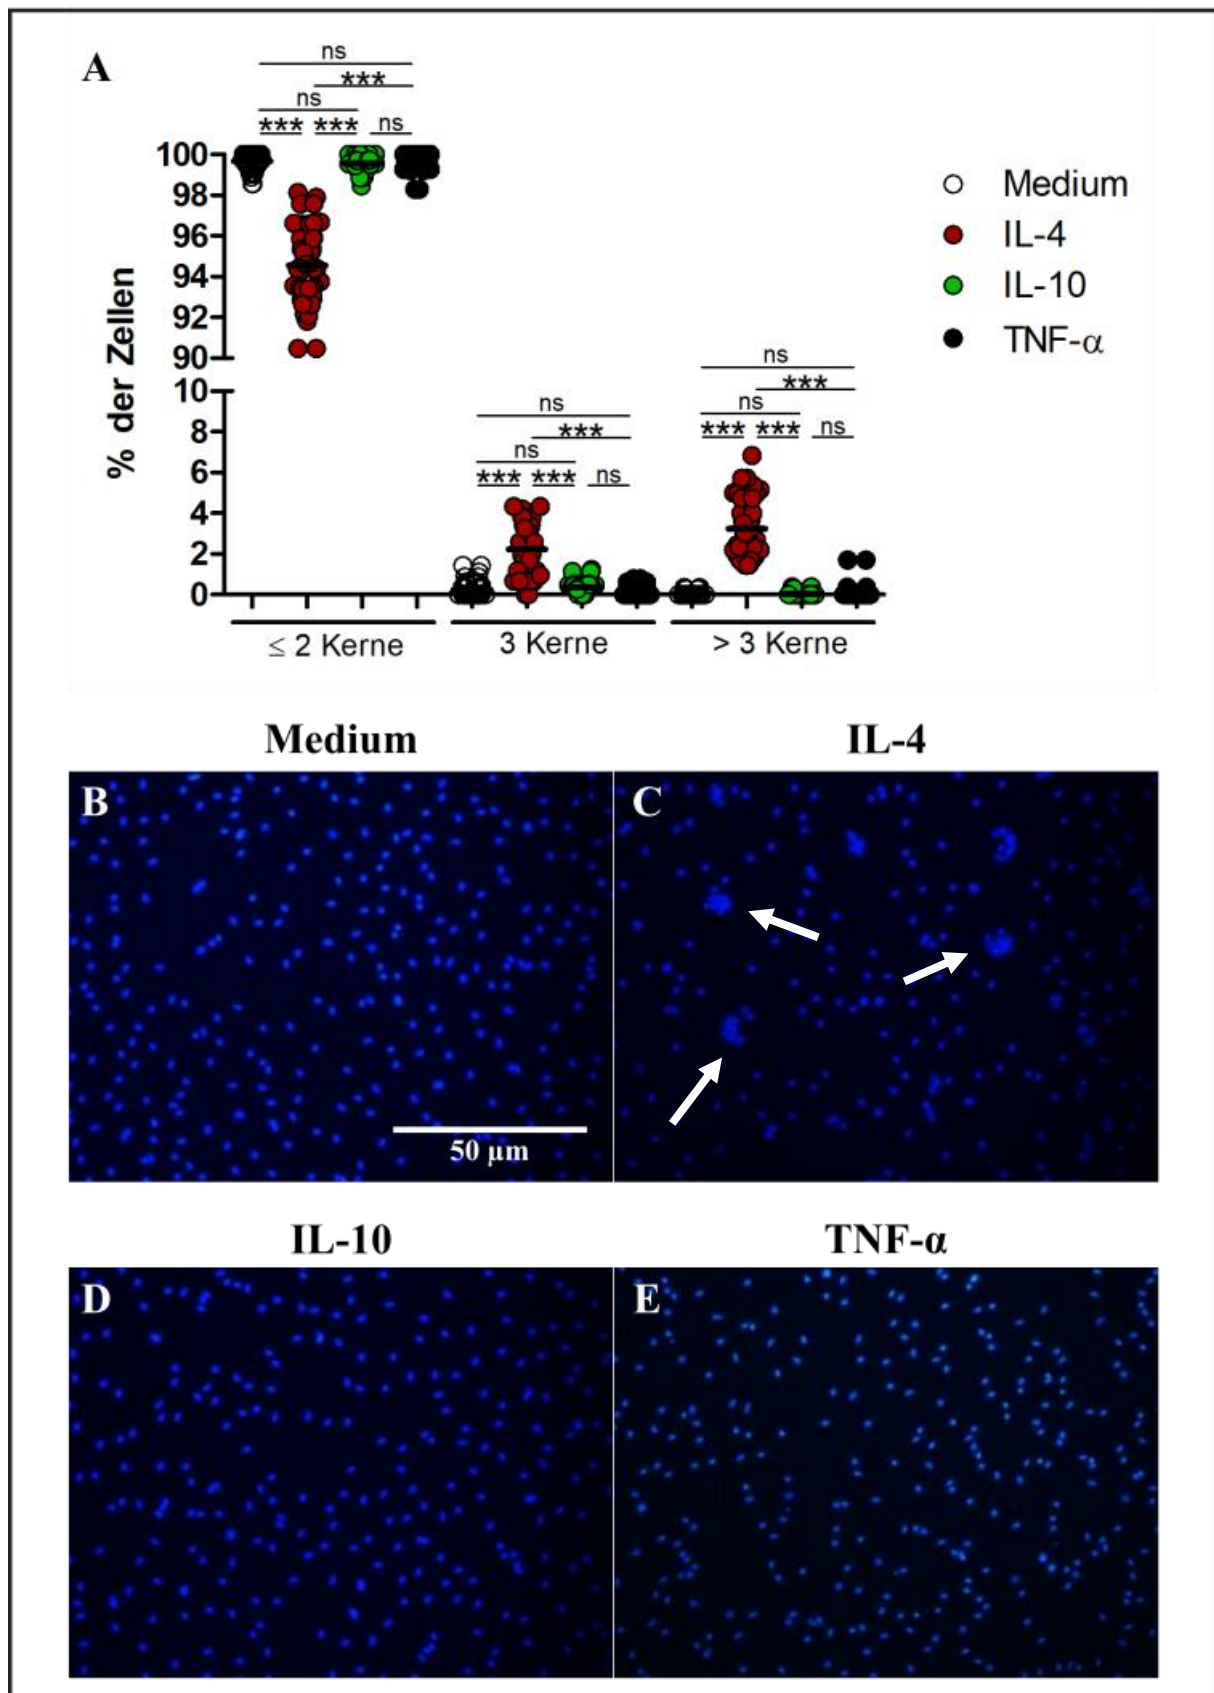 A
ns
***
ns
*** *** ns
100
98
96
94
92
90
10
8
6
4
2
0
% der Zellen
Medium
IL-4
IL-10
TNF-α
ns
***
ns
*** *** ns
ns
***
ns
*** *** ns
≤ 2 Kerne
3 Kerne
> 3 Kerne
Medium
IL-4
B
C
50 µm
IL-10
TNF-α
D
E